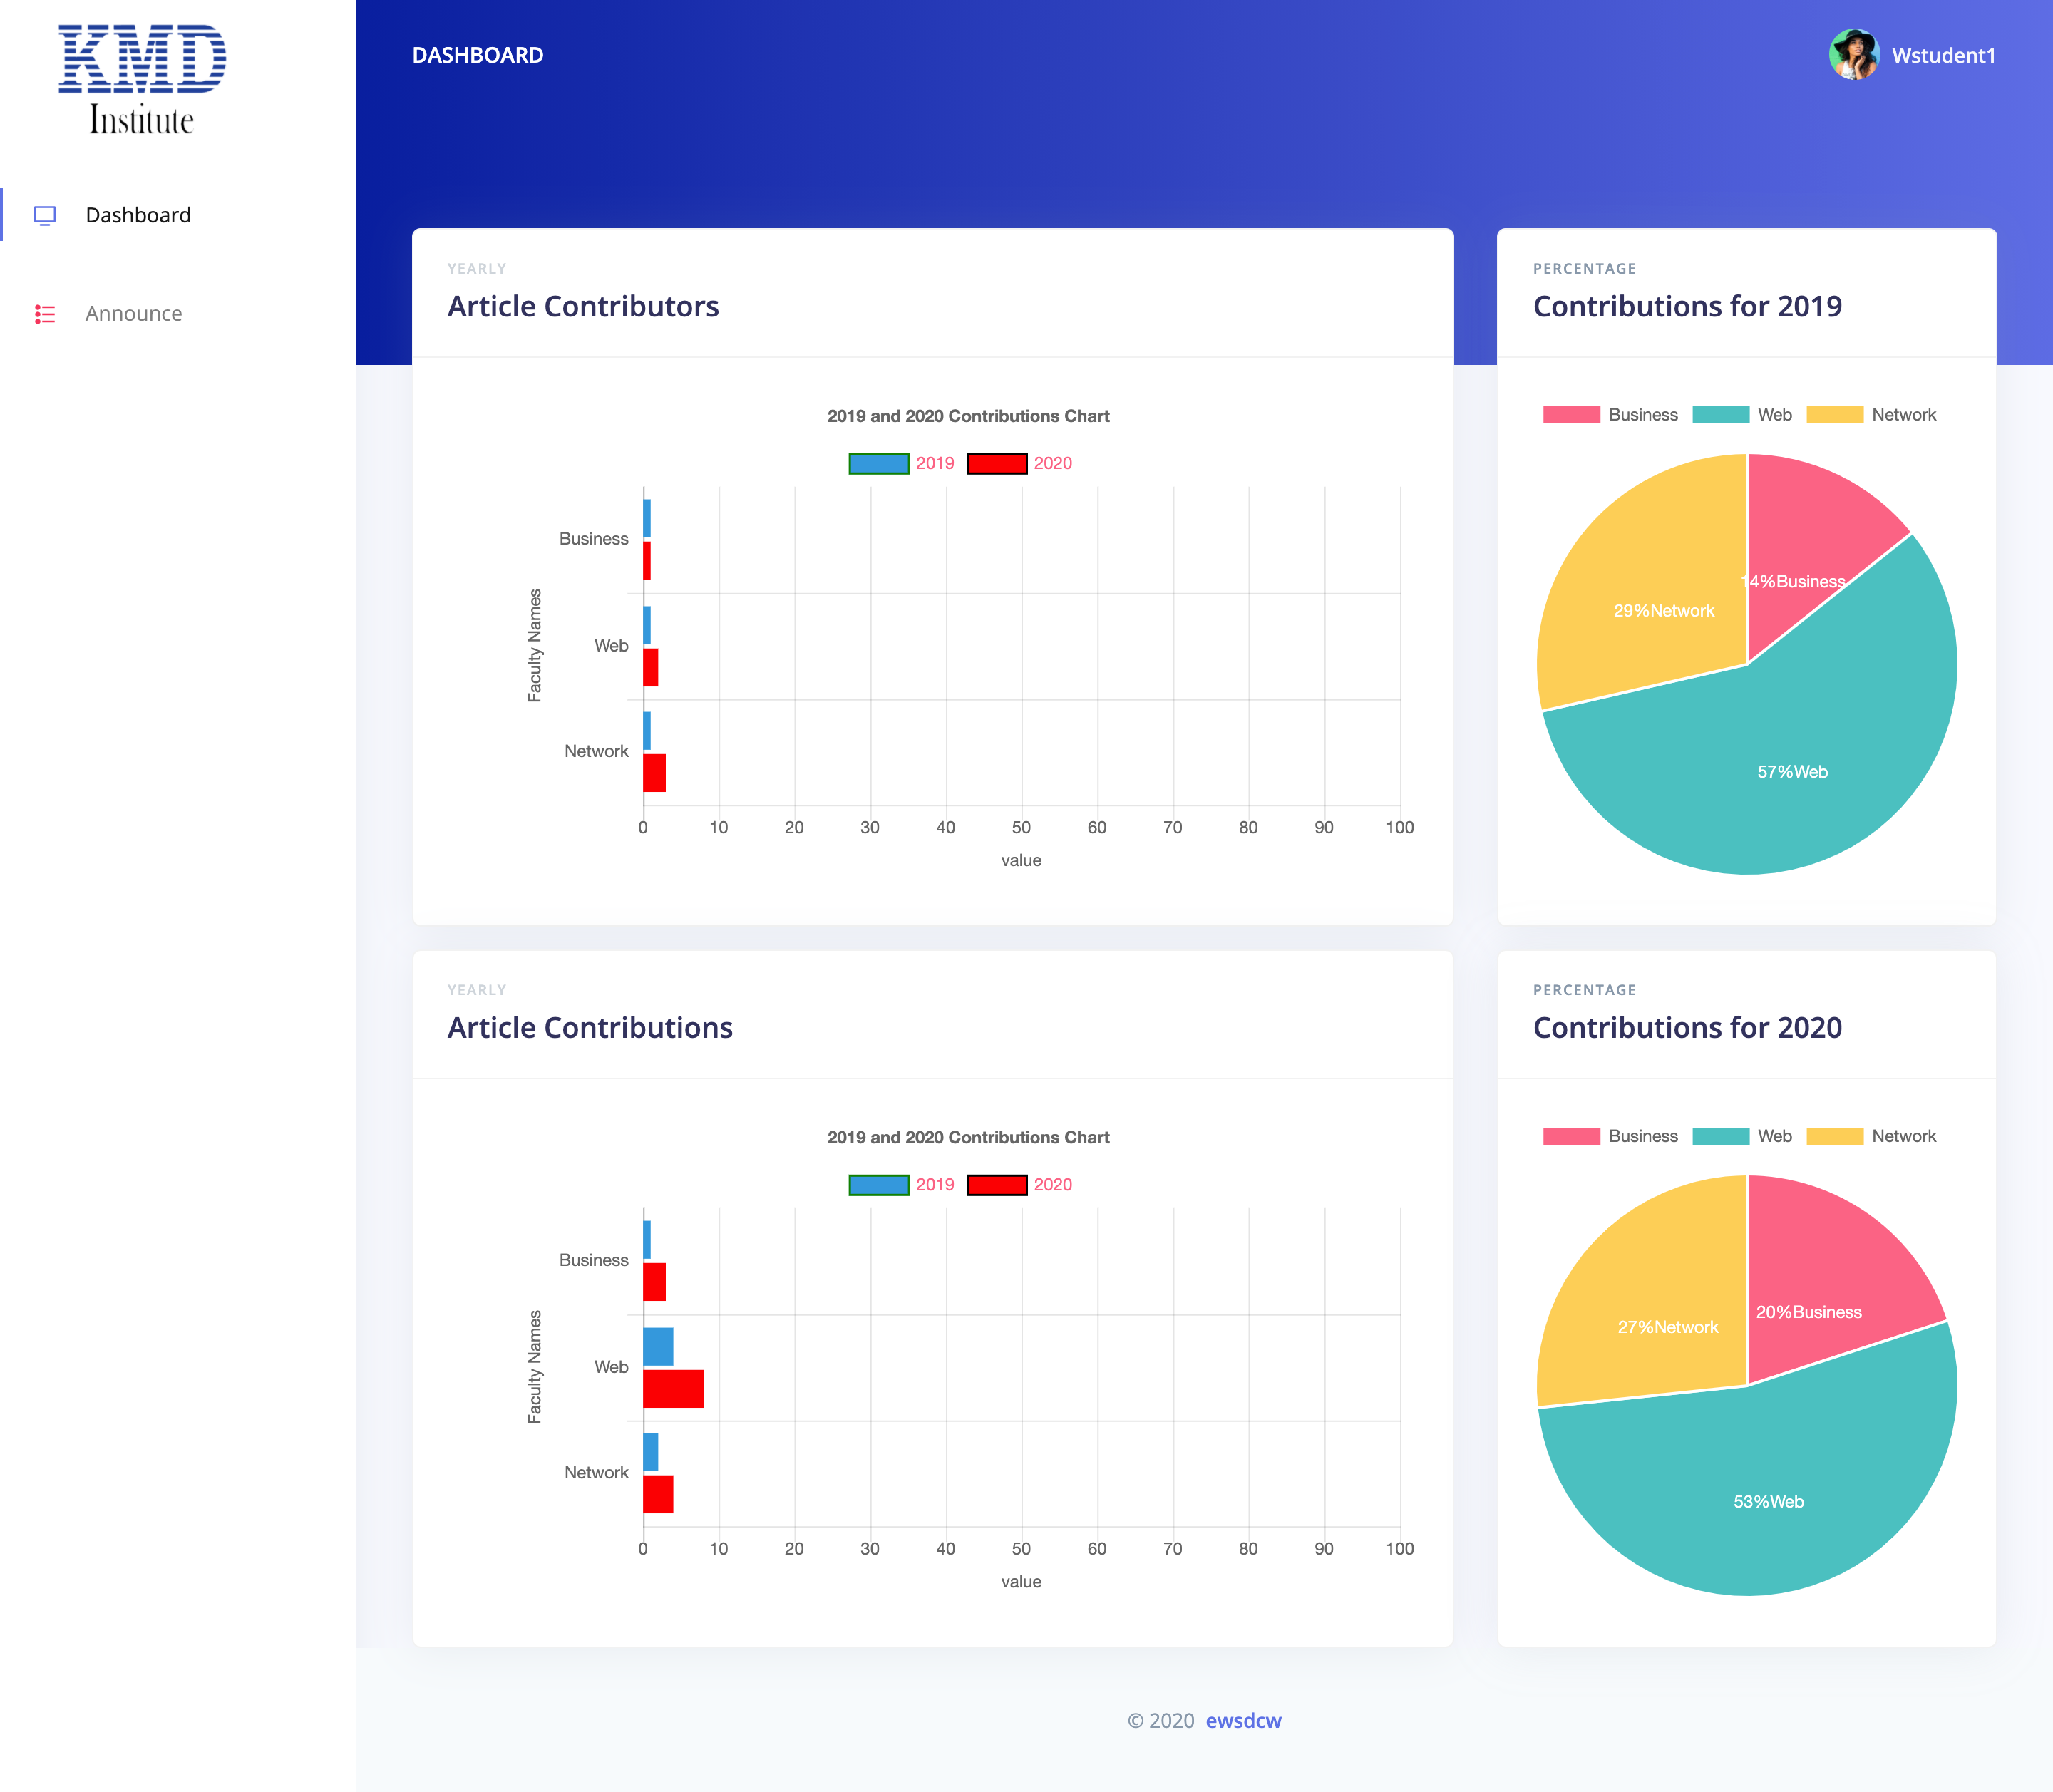 KMD
Institute
Dashboard
Announce
DASHBOARD
Wstudent1
YEARLY
Article Contributors
2019 and 2020 Contributions Chart
2019 2020
Faculty Names
Business
Web
Network
0 10 20 30 40 50 60 70 80 90 100
value
PERCENTAGE
Contributions for 2019
Business Web Network
14%Business
29%Network
57%Web
YEARLY
Article Contributions
2019 and 2020 Contributions Chart
2019 2020
Faculty Names
Business
Web
Network
0 10 20 30 40 50 60 70 80 90 100
value
PERCENTAGE
Contributions for 2020
Business Web Network
20%Business
27%Network
53%Web
© 2020 ewsdcw